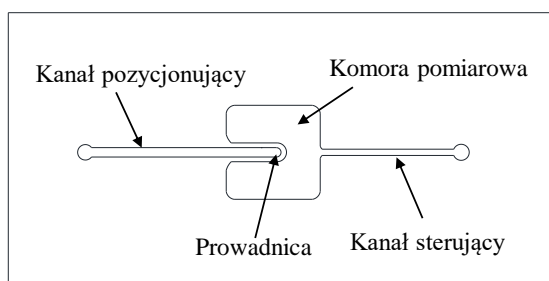 Kanał pozycjonujący
Komora pomiarowa
Prowadnica
Kanał sterujący